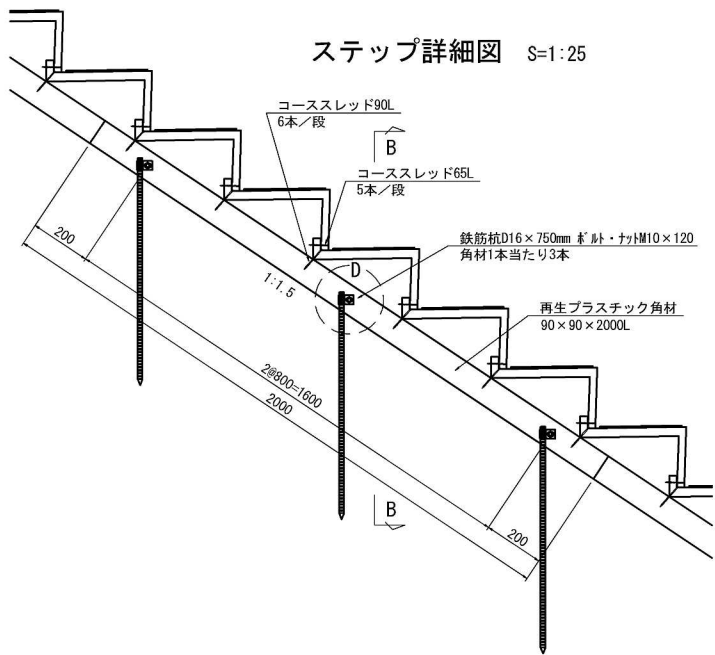 ステップ詳細図 S=1:25
コーススレッド90L
6本/段
B
コーススレッド65L
5本/段
鉄筋杭D16×750mm ボルト・ナットM10×120
角材1本当たり3本
D
200
1:1.5
再生プラスチック角材
90×90×2000L
2@800=1600
2000
B
200